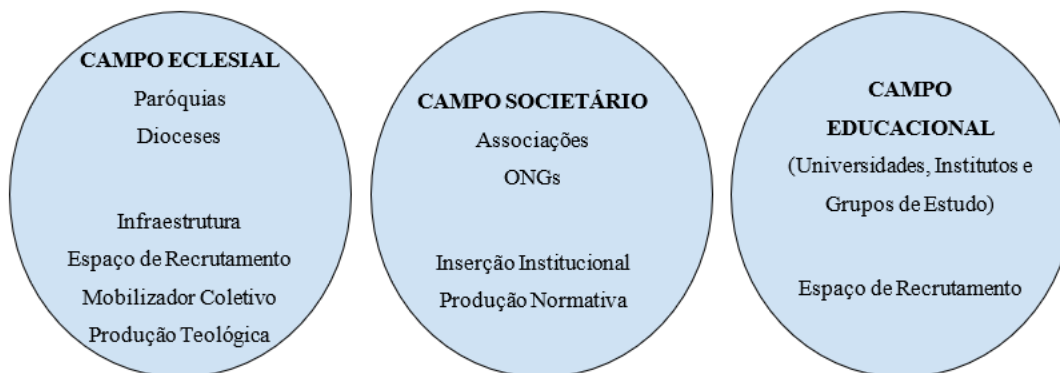 CAMPO ECLESIAL
Paróquias
Dioceses
Infraestrutura
Espaço de Recrutamento
Mobilizador Coletivo
Produção Teológica
CAMPO SOCIETÁRIO
Associações
ONGs
Inserção Institucional
Produção Normativa
CAMPO
EDUCACIONAL
(Universidades, Institutos e
Grupos de Estudo)
Espaço de Recrutamento